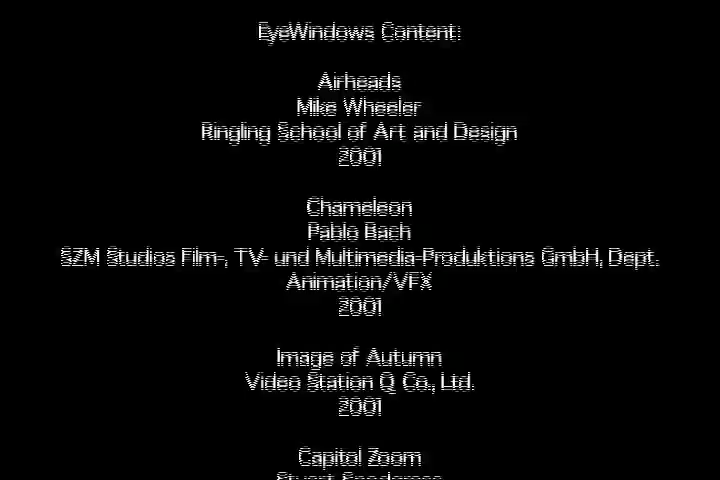 EyeWindows Content:
Airheads
Mike Wheeler
Ringling School of Art and Design
2001
Chameleon
Pablo Bach
SZM Studios Film-, TV- und Multimedia-Produktions GmbH, Dept.
Animation/VFX
2001
Image of Autumn
Video Station Q Co., Ltd.
2001
Capitol Zoom